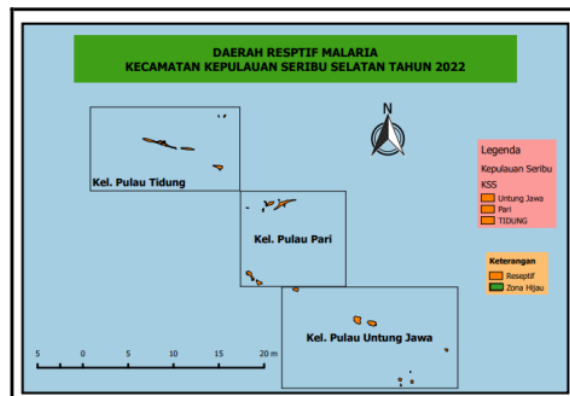 DAERAH RESPTIF MALARIA
KECAMATAN KEPULAUAN SERIBU SELATAN TAHUN 2022
N
Legenda
Kepulauan Seribu
KSS
Untung Jawa
Pari
TIDUNG
Kel. Pulau Tidung
Kel. Pulau Pari
Keterangan
Reseptif
Zona Hijau
Kel. Pulau Untung Jawa
5 0 5 10 15 20 m